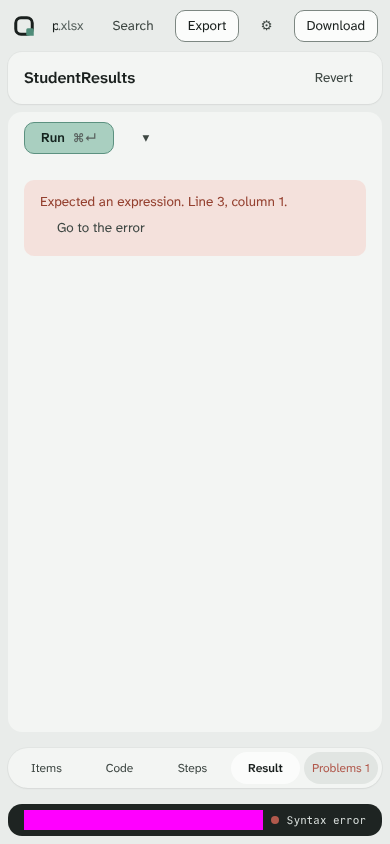 .xlsx Search Export ⚙ Download
StudentResults Revert
Run ⌘↵ ▾
Expected an expression. Line 3, column 1.
Go to the error
Items Code Steps Result Problems 1
Syntax error